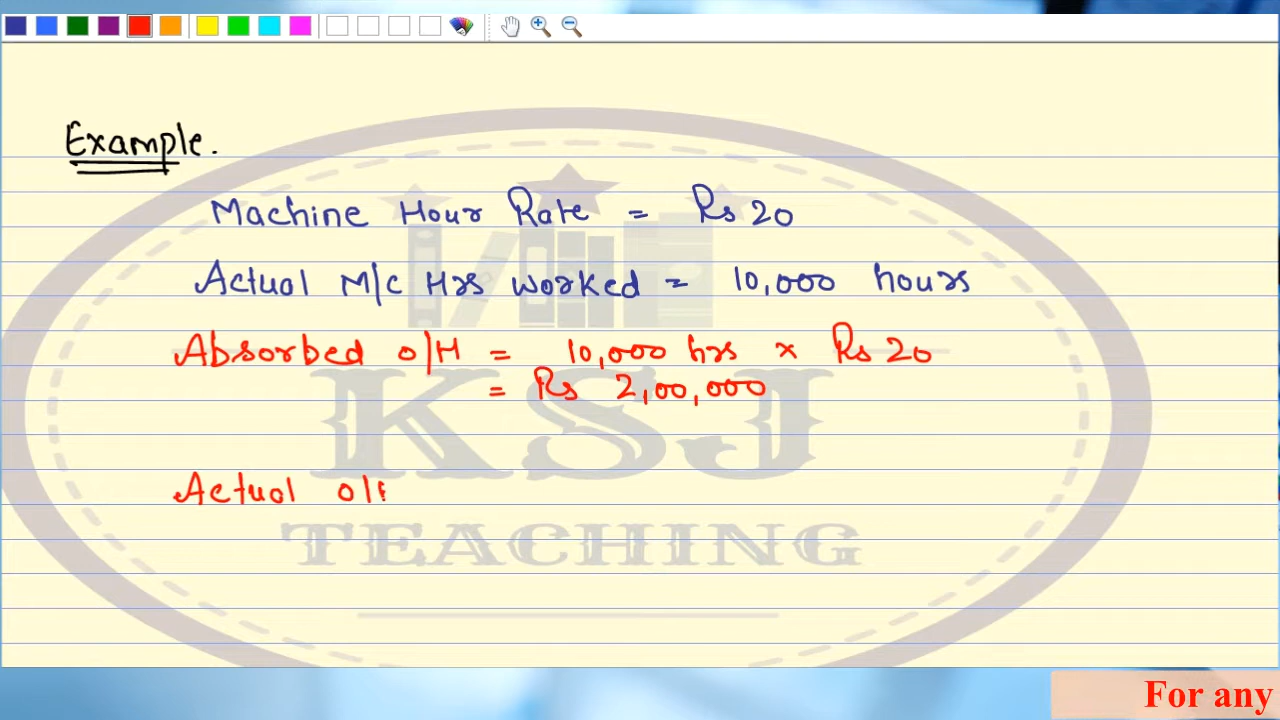 Example.
Machine Hour Rate = Rs 20
Actual M/c Hrs worked = 10,000 hours
Absorbed O/H = 10,000 hrs × Rs 20
= Rs 2,00,000
KSJ
Actual
TEACHING
For any